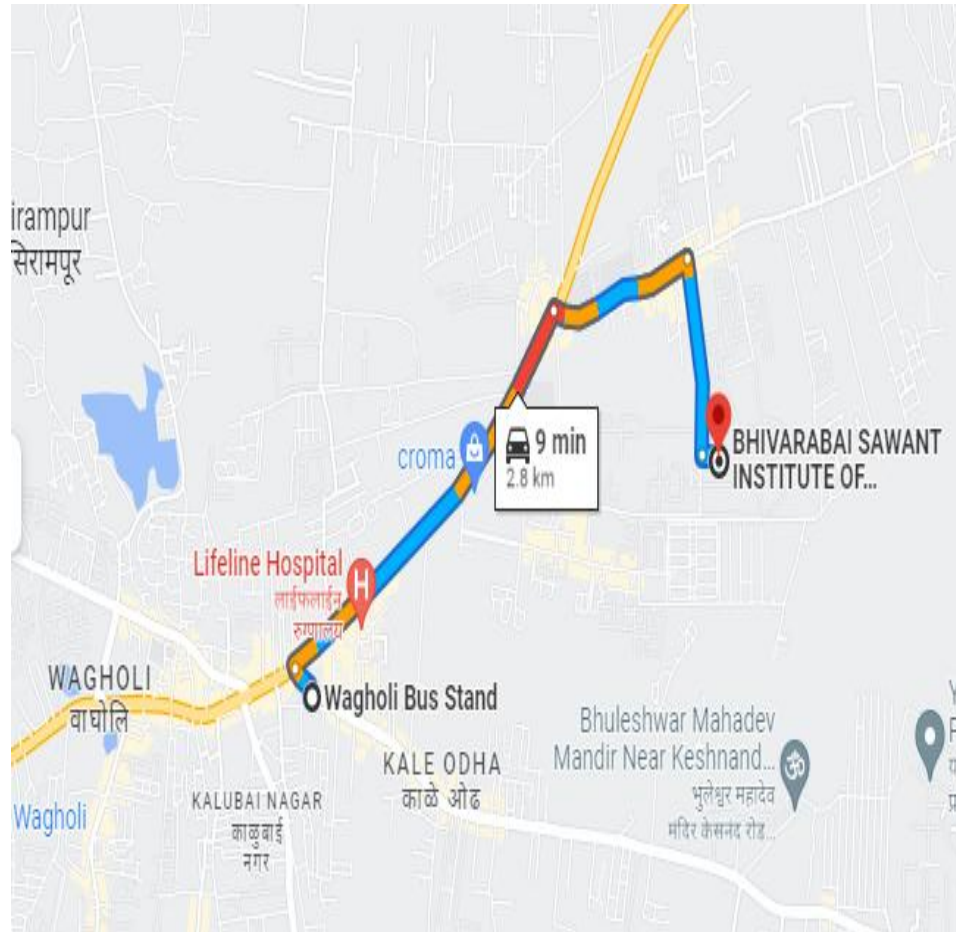 irampur
सिरामपूर
croma
9 min
2.8 km
BHIVARABAI SAWANT
INSTITUTE OF...
Lifeline Hospital
लाईफलाईन
रुग्णालय
H
WAGHOLI
वाघोलि
Wagholi Bus Stand
KALE ODHA
काळे ओढ
Bhuleshwar Mahadev
Mandir Near Keshnand...
भुलेश्वर महादेव
मंदिर केसनंद रोड...
ॐ
Wagholi
KALUBAI NAGAR
काळुबाई
नगर
Y
P
प्र